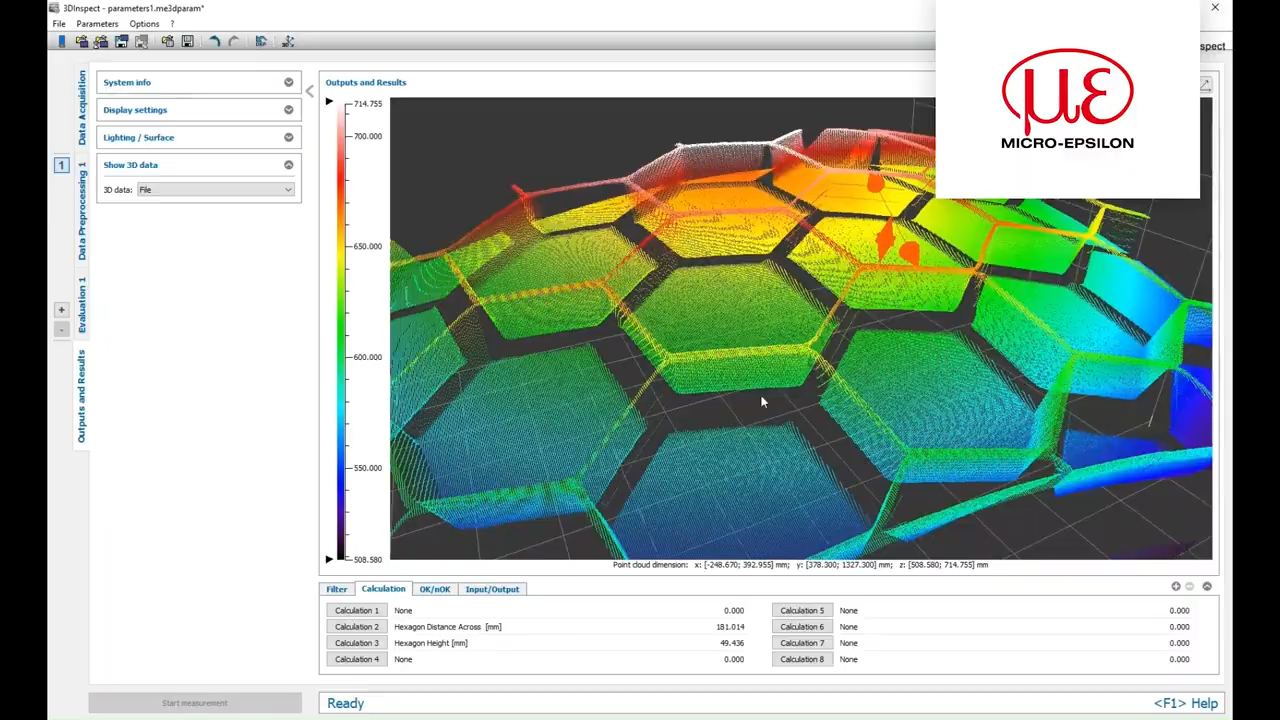 3DInspect - parameters1.me3dparam*
File Parameters Options ?
spect
με
MICRO-EPSILON
Data Acquisition
1
Data Preprocessing 1
+
-
Evaluation 1
Outputs and Results
System info
Display settings
Lighting / Surface
Show 3D data
3D data: File
Outputs and Results
714.755
700.000
650.000
600.000
550.000
508.580
Point cloud dimension: x: [-248.670; 392.955] mm; y: [378.300; 1327.300] mm; z: [508.580; 714.755] mm
Filter Calculation OK/nOK Input/Output
Calculation 1 None 0.000 Calculation 5 None 0.000
Calculation 2 Hexagon Distance Across [mm] 181.014 Calculation 6 None 0.000
Calculation 3 Hexagon Height [mm] 49.436 Calculation 7 None 0.000
Calculation 4 None 0.000 Calculation 8 None 0.000
Start measurement
Ready
<F1> Help